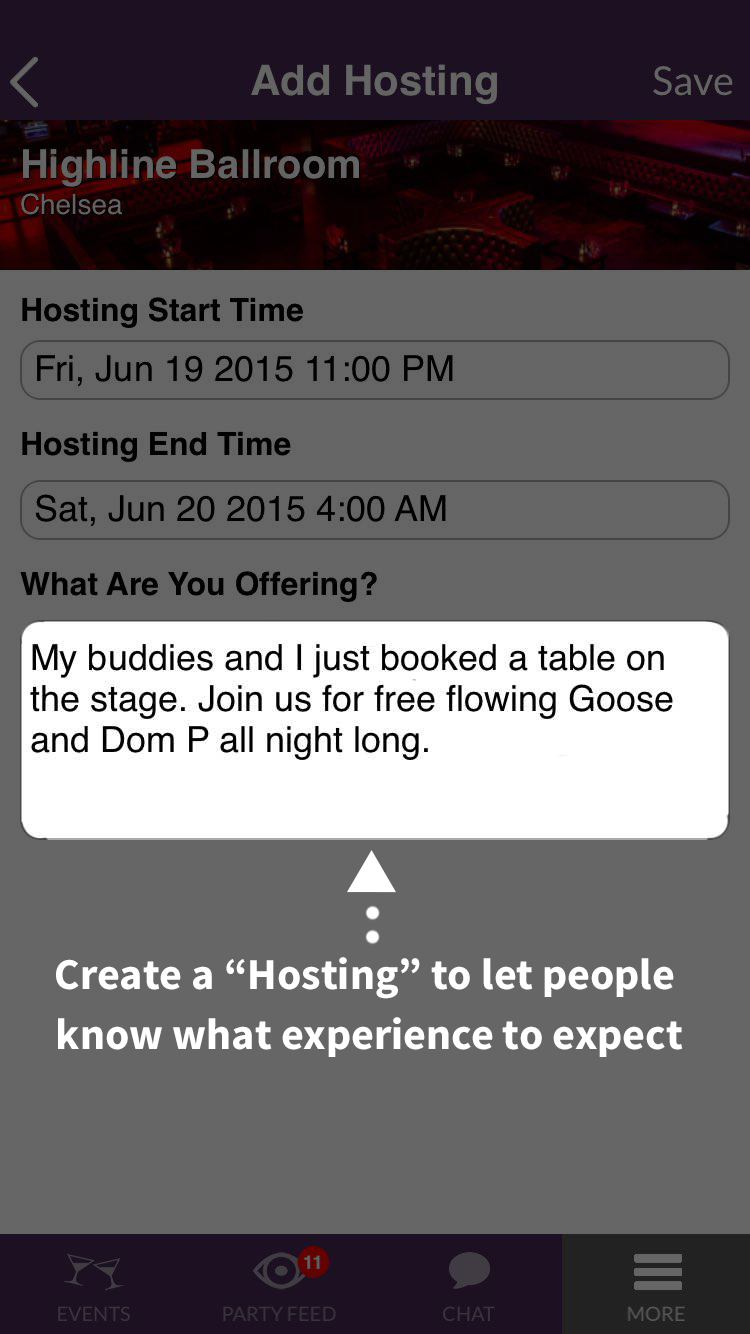 Add Hosting
Save
Highline Ballroom
Chelsea
Hosting Start Time
Fri, Jun 19 2015 11:00 PM
Hosting End Time
Sat, Jun 20 2015 4:00 AM
What Are You Offering?
My buddies and I just booked a table on
the stage. Join us for free flowing Goose
and Dom P all night long.
Create a “Hosting” to let people
know what experience to expect
11
EVENTS
PARTY FEED
CHAT
MORE